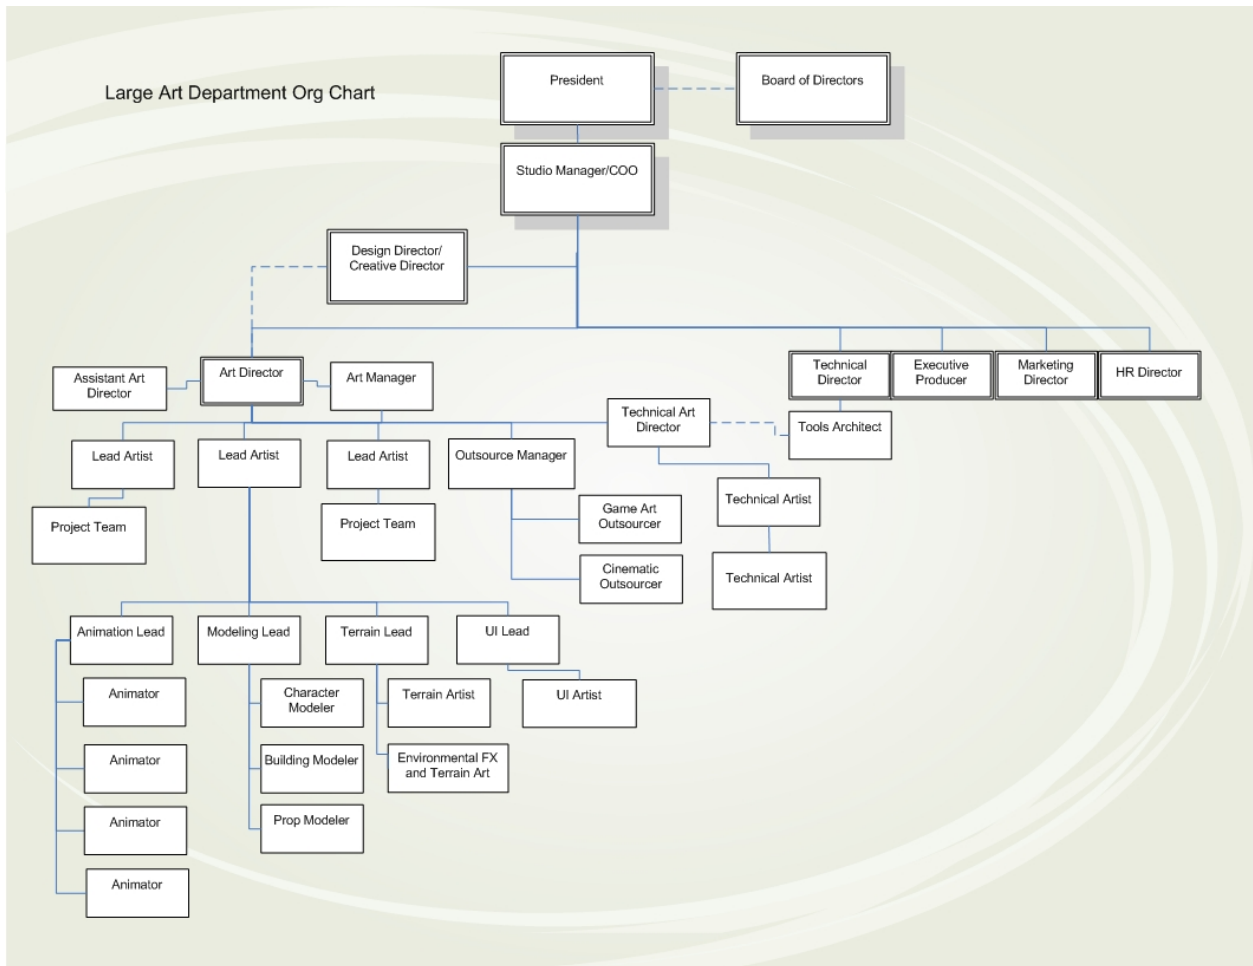 Large Art Department Org Chart
President
Board of Directors
Studio Manager/COO
Design Director/
Creative Director
Assistant Art
Director
Art Director
Art Manager
Technical
Director
Executive
Producer
Marketing
Director
HR Director
Technical Art
Director
Tools Architect
Lead Artist
Lead Artist
Lead Artist
Outsource Manager
Project Team
Project Team
Game Art
Outsourcer
Technical Artist
Cinematic
Outsourcer
Technical Artist
Animation Lead
Modeling Lead
Terrain Lead
UI Lead
Animator
Character
Modeler
Terrain Artist
UI Artist
Animator
Building Modeler
Environmental FX
and Terrain Art
Animator
Prop Modeler
Animator